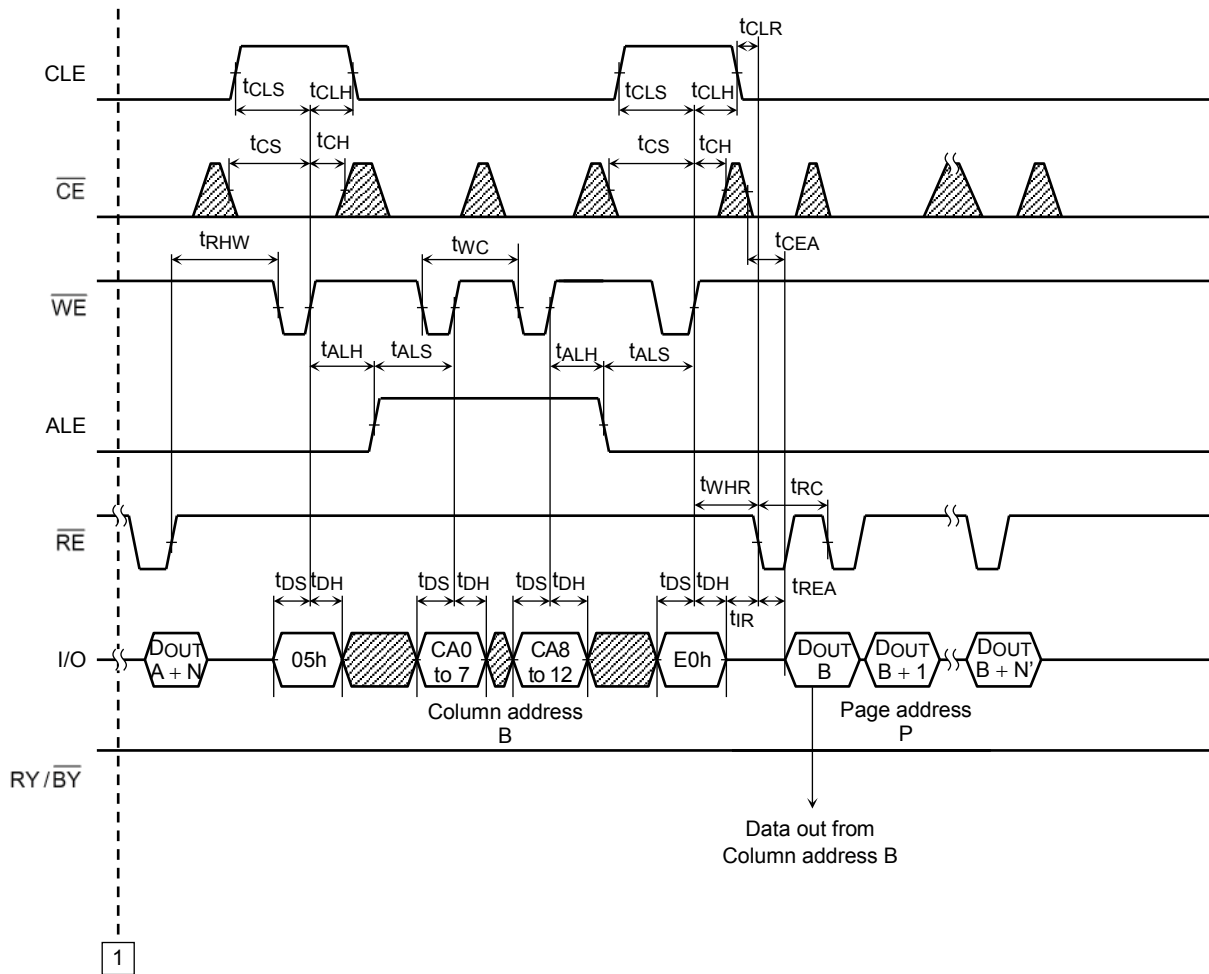 tCLR
CLE
tCLS
tCLH
tCLS
tCLH
tCS
tCH
tCS
tCH
CE
tRHW
tWC
tCEA
WE
tALH
tALS
tALH
tALS
ALE
tWHR
tRC
RE
tDS
tDH
tDS
tDH
tDS
tDH
tDS
tDH
tIR
tREA
I/O
DOUT
A + N
05h
CA0
to 7
CA8
to 12
E0h
DOUT
B
DOUT
B + 1
DOUT
B + N’
Column address
B
Page address
P
RY / BY
Data out from
Column address B
1